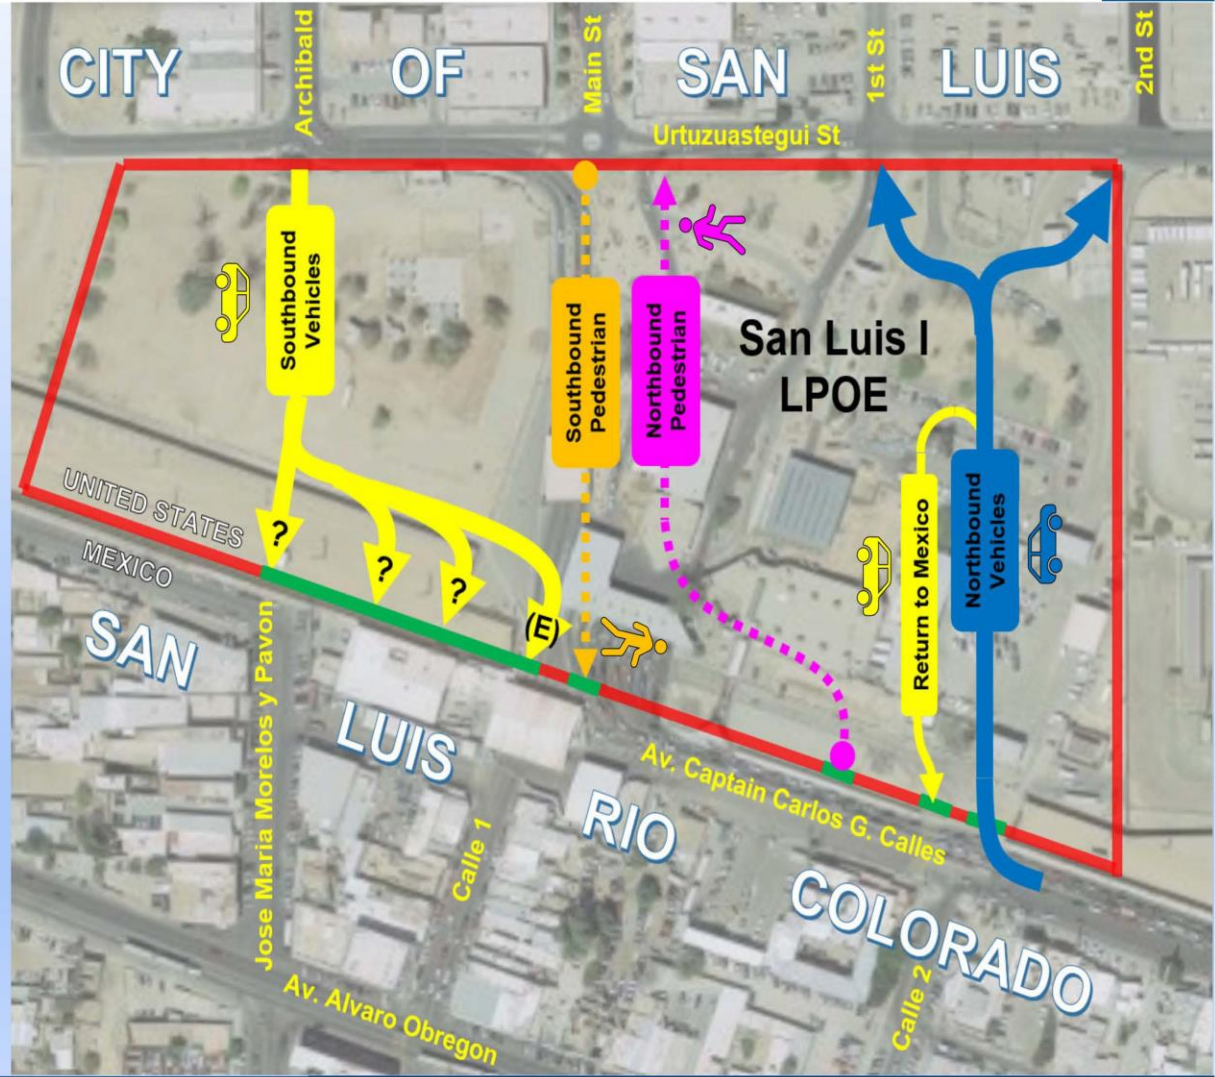 CITY OF SAN LUIS
Archibald
Main St
1st St
2nd St
Urtuzuastegui St
Southbound
Vehicles
Southbound
Pedestrian
Northbound
Pedestrian
San Luis I
LPOE
Return to Mexico
Northbound
Vehicles
UNITED STATES
MEXICO
?
?
?
(E)
SAN LUIS RIO COLORADO
Jose Maria Morelos y Pavon
Calle 1
Av. Captain Carlos G. Calles
Calle 2
Av. Alvaro Obregon